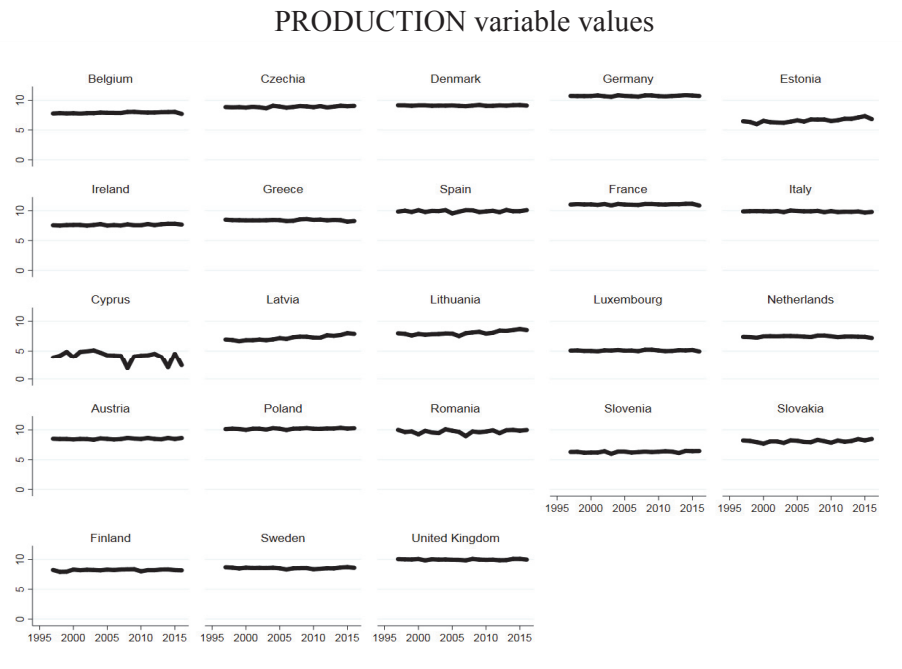 PRODUCTION variable values
Belgium Czechia Denmark Germany Estonia
10
5
0
Ireland Greece Spain France Italy
10
5
0
Cyprus Latvia Lithuania Luxembourg Netherlands
10
5
0
Austria Poland Romania Slovenia Slovakia
10
5
0
1995 2000 2005 2010 2015 1995 2000 2005 2010 2015
Finland Sweden United Kingdom
10
5
0
1995 2000 2005 2010 2015 1995 2000 2005 2010 2015 1995 2000 2005 2010 2015